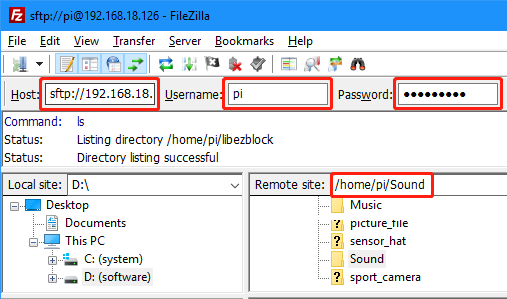 sftp://pi@192.168.18.126 - FileZilla
File Edit View Transfer Server Bookmarks Help
Host: sftp://192.168.18. Username: pi Password: ●●●●●●●●●
Command: ls
Status: Listing directory /home/pi/libezblock
Status: Directory listing successful
Local site: D:\
Desktop
Documents
This PC
C: (system)
D: (software)
Remote site: /home/pi/Sound
Music
picture_file
sensor_hat
Sound
sport_camera